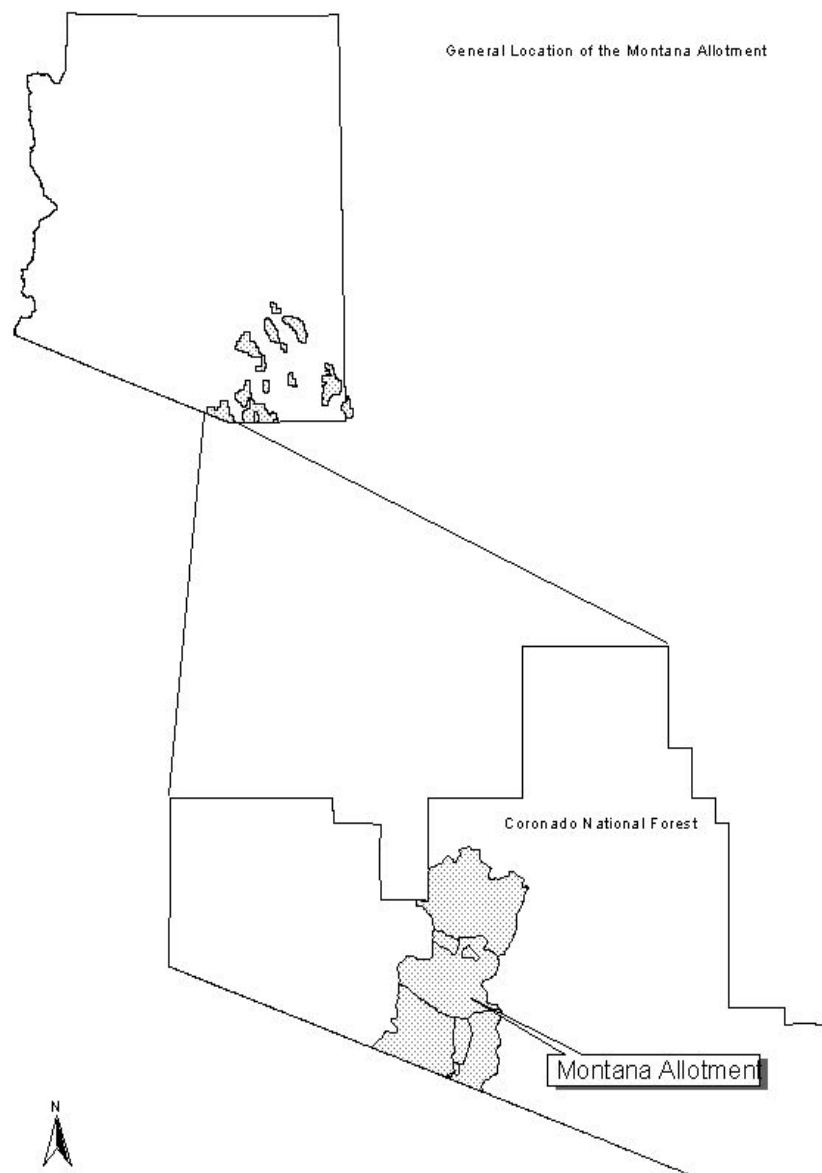 General Location of the Montana Allotment
Coronado National Forest
Montana Allotment
N